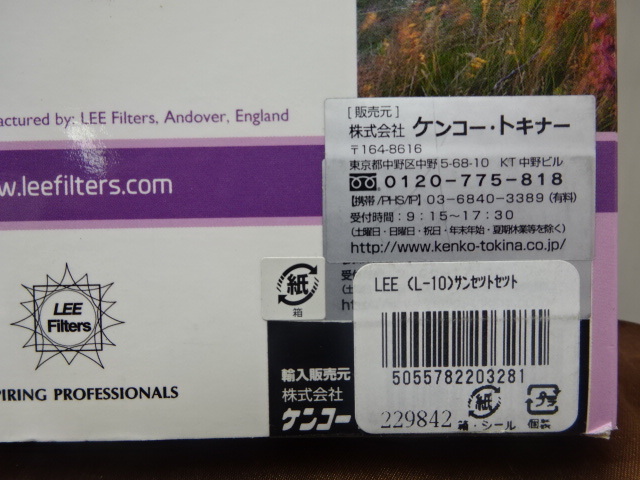 actured by: LEE Filters, Andover, England
w.leefilters.com
LEE
Filters
PIRING PROFESSIONALS
[販売元]
株式会社 ケンコー・トキナー
〒164-8616
東京都中野区中野5-68-10 KT中野ビル
0120-775-818
【携帯/PHS/IP】03-6840-3389(有料)
受付時間:9:15〜17:30
(土曜日・日曜日・祝日・年末年始・夏期休業等を除く)
http://www.kenko-tokina.co.jp/
紙
箱
輸入販売元
株式会社
ケンコー
LEE (L-10)サンセットセット
5055782203281
229842
紙
箱・シール
プラ
個装